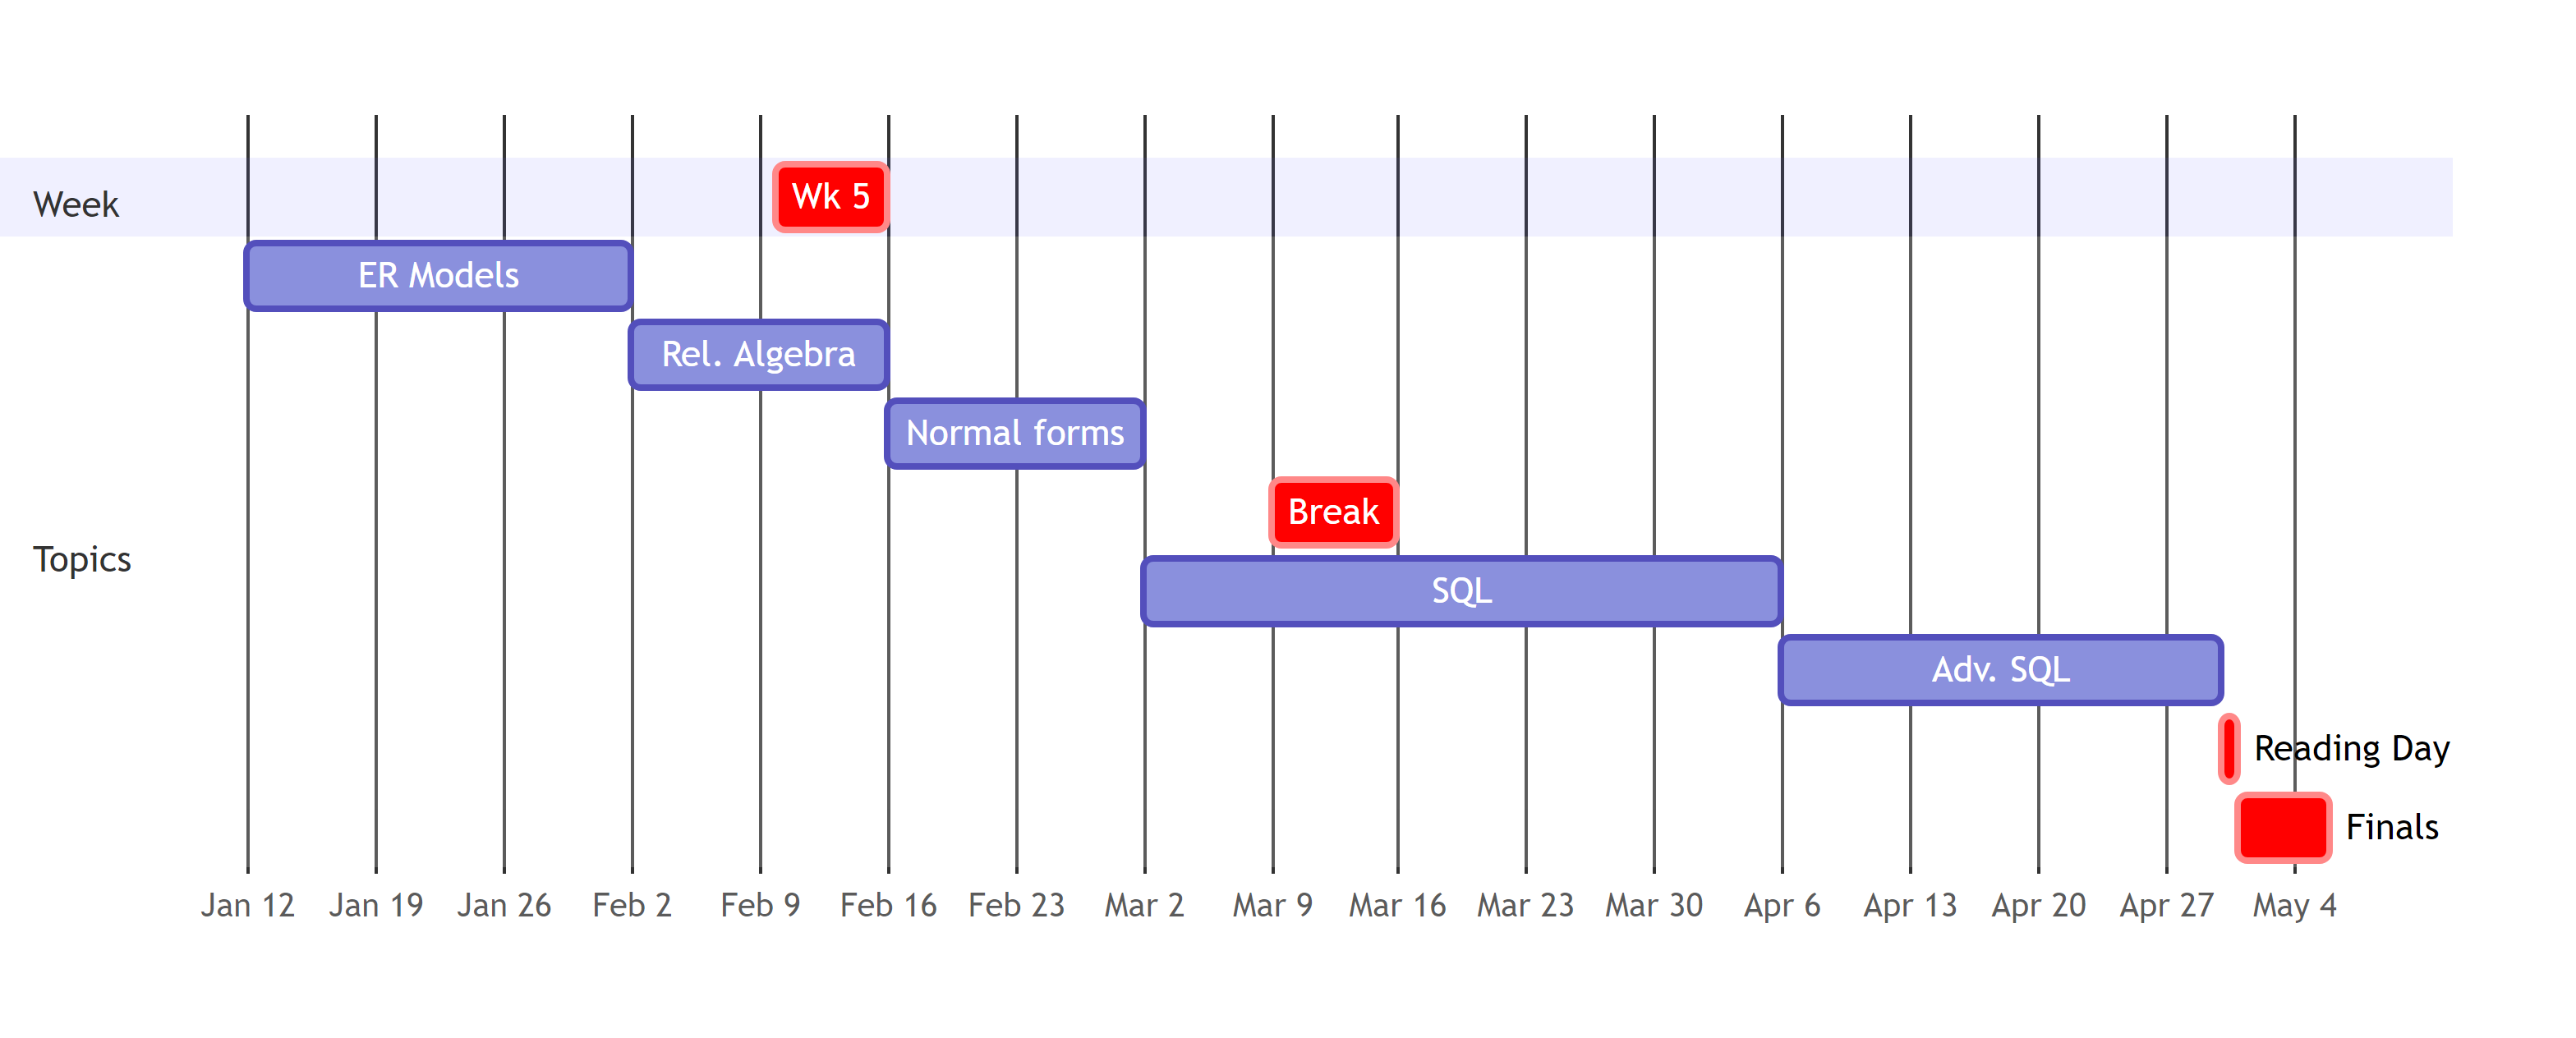 Week
Wk 5
ER Models
Rel. Algebra
Normal forms
Break
Topics
SQL
Adv. SQL
Reading Day
Finals
Jan 12 Jan 19 Jan 26 Feb 2 Feb 9 Feb 16 Feb 23 Mar 2 Mar 9 Mar 16 Mar 23 Mar 30 Apr 6 Apr 13 Apr 20 Apr 27 May 4